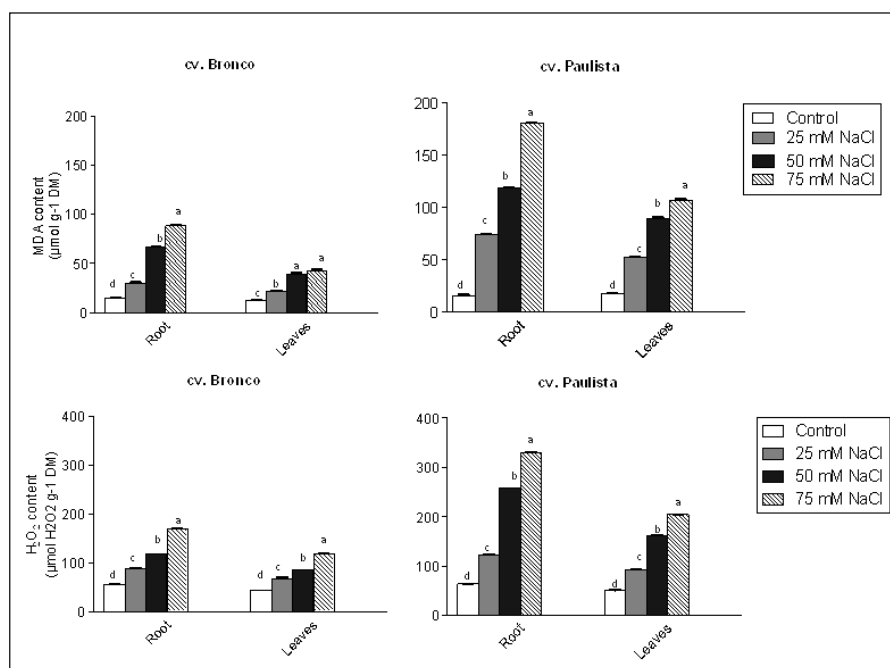 cv. Bronco
MDA content
(µmol g-1 DM)
200
150
100
50
0
d
c
b
a
c
b
a
a
Root
Leaves
cv. Paulista
200
150
100
50
0
d
c
b
a
d
c
b
a
Root
Leaves
Control
25 mM NaCl
50 mM NaCl
75 mM NaCl
cv. Bronco
H2O2 content
(µmol H2O2 g-1 DM)
400
300
200
100
0
d
c
b
a
d
c
b
a
Root
Leaves
cv. Paulista
400
300
200
100
0
d
c
b
a
d
c
b
a
Root
Leaves
Control
25 mM NaCl
50 mM NaCl
75 mM NaCl